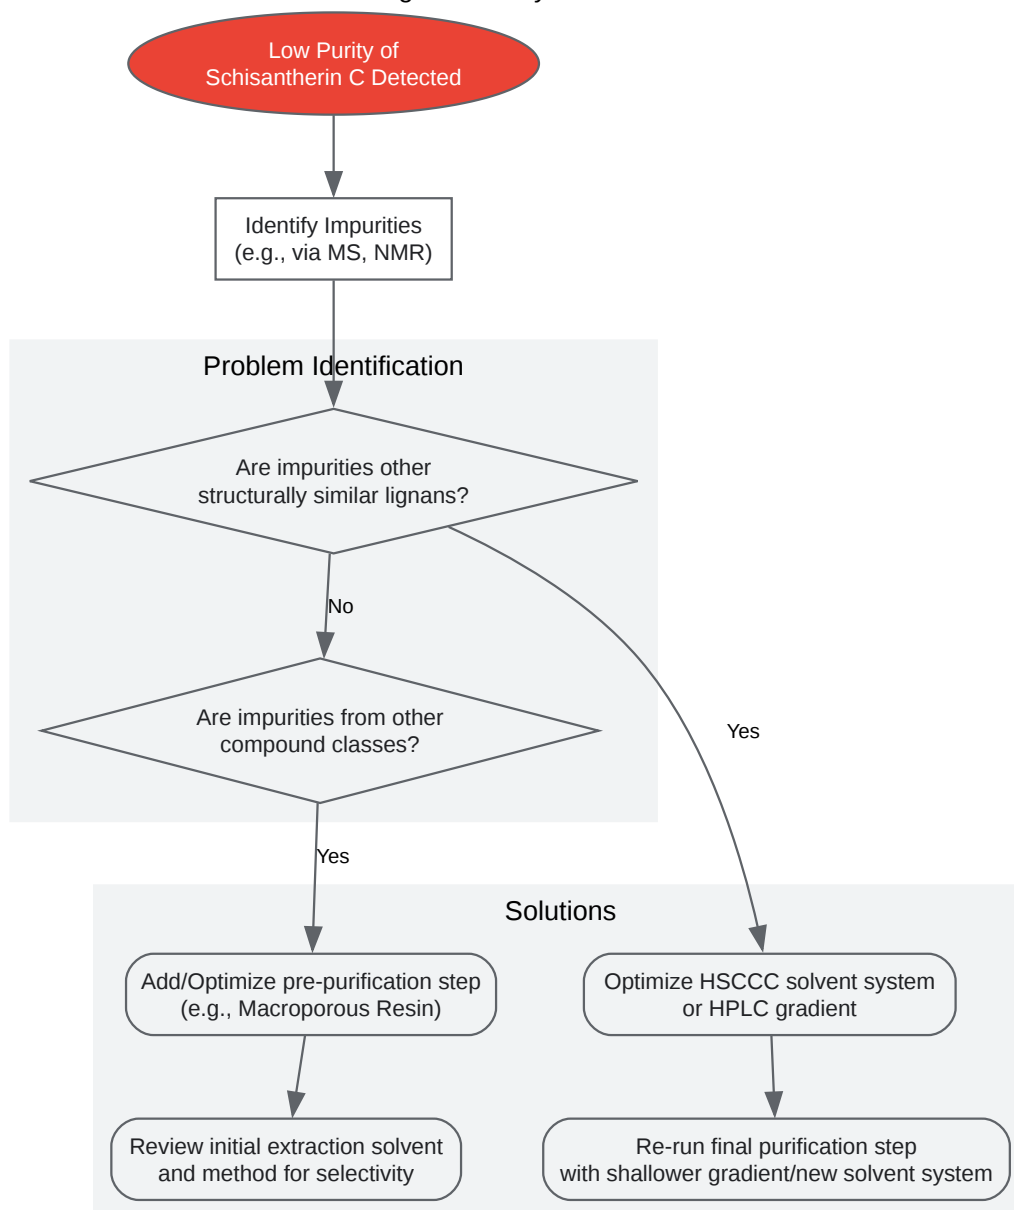 Low Purity of
Schisantherin C Detected
Identify Impurities
(e.g., via MS, NMR)
Problem Identification
Are impurities other
structurally similar lignans?
No
Are impurities from other
compound classes?
Yes
Yes
Solutions
Add/Optimize pre-purification step
(e.g., Macroporous Resin)
Optimize HSCCC solvent system
or HPLC gradient
Review initial extraction solvent
and method for selectivity
Re-run final purification step
with shallower gradient/new solvent system